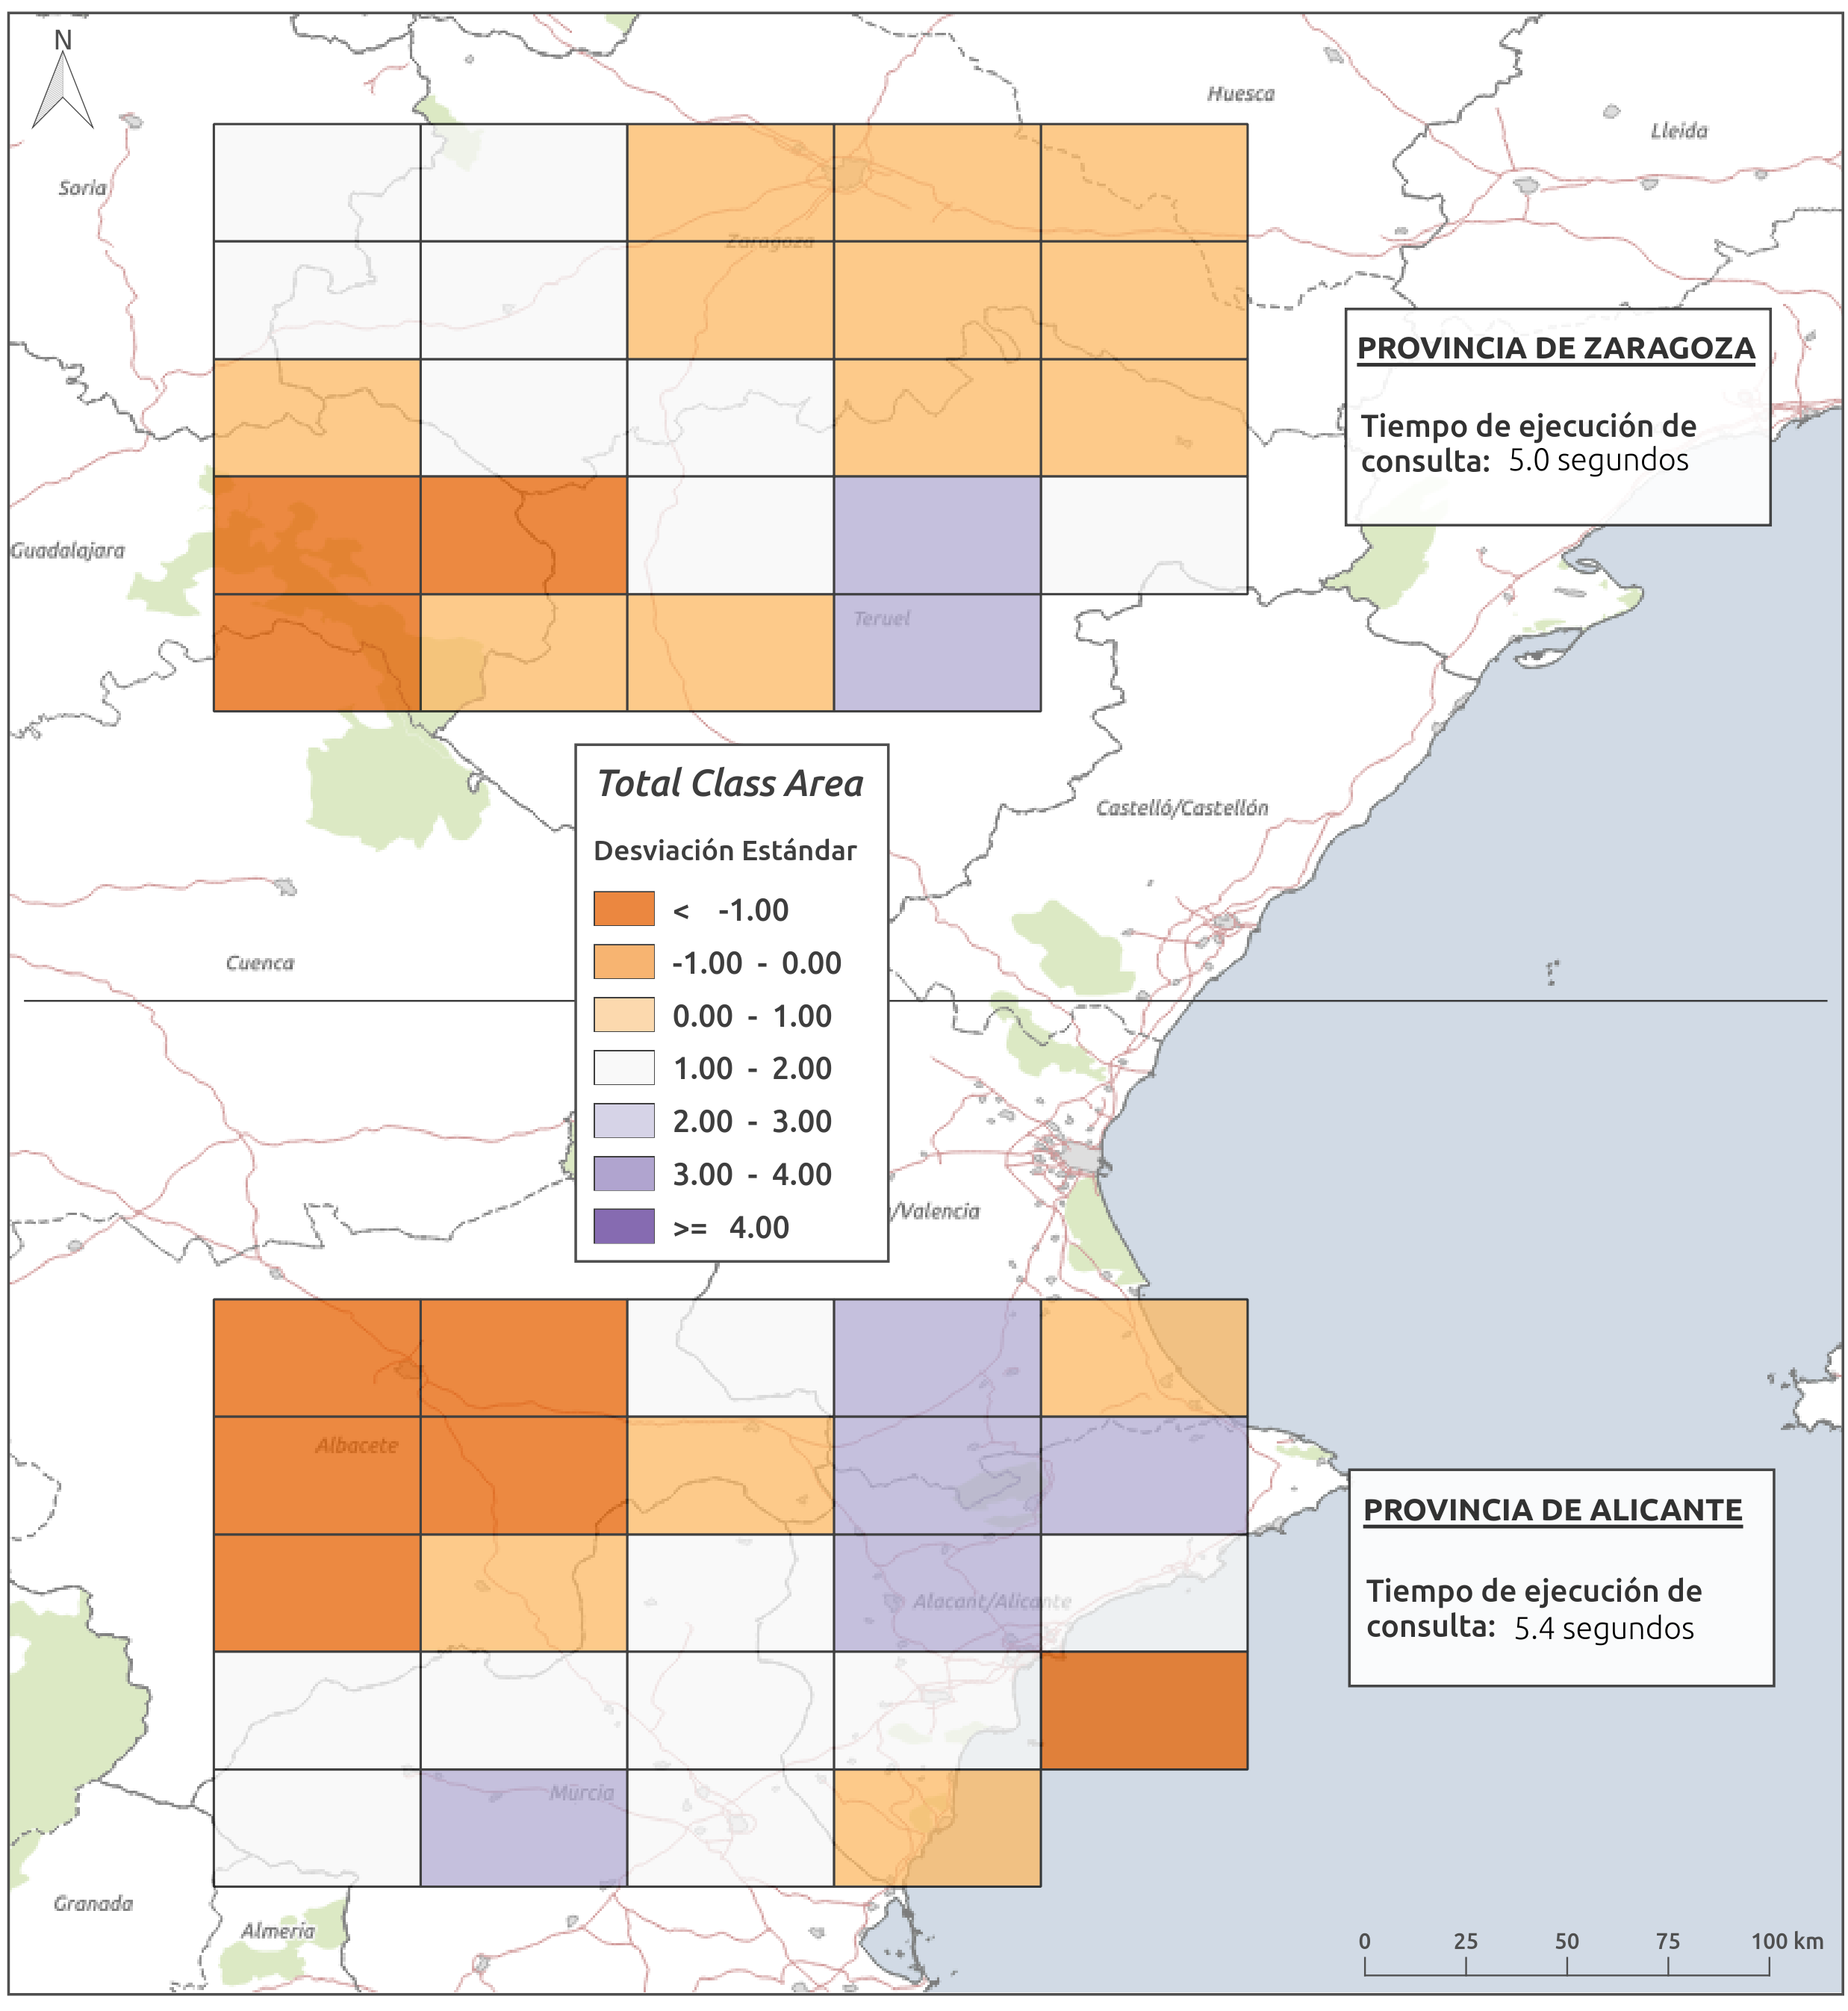 N
Huesca
Lleida
Soria
Zaragoza
PROVINCIA DE ZARAGOZA
Tiempo de ejecución de
consulta: 5.0 segundos
Guadalajara
Teruel
Total Class Area
Desviación Estándar
< -1.00
-1.00 - 0.00
0.00 - 1.00
1.00 - 2.00
2.00 - 3.00
3.00 - 4.00
>= 4.00
Castelló/Castellón
Cuenca
/Valencia
Albacete
PROVINCIA DE ALICANTE
Tiempo de ejecución de
consulta: 5.4 segundos
Alacant/Alicante
Múrcia
Granada
Almería
0 25 50 75 100 km